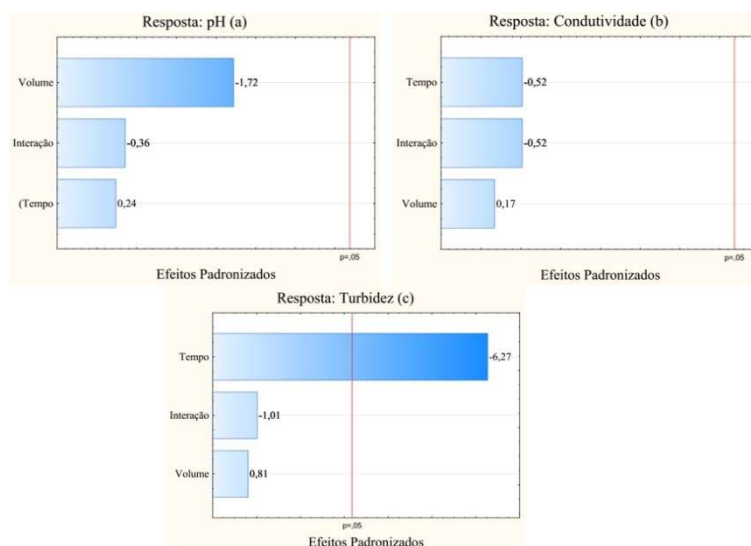 Resposta: pH (a)
Volume
-1,72
Interação
-0,36
(Tempo
0,24
p=,05
Efeitos Padronizados
Resposta: Condutividade (b)
Tempo
-0,52
Interação
-0,52
Volume
0,17
p=,05
Efeitos Padronizados
Resposta: Turbidez (c)
Tempo
-6,27
Interação
-1,01
Volume
0,81
p=,05
Efeitos Padronizados